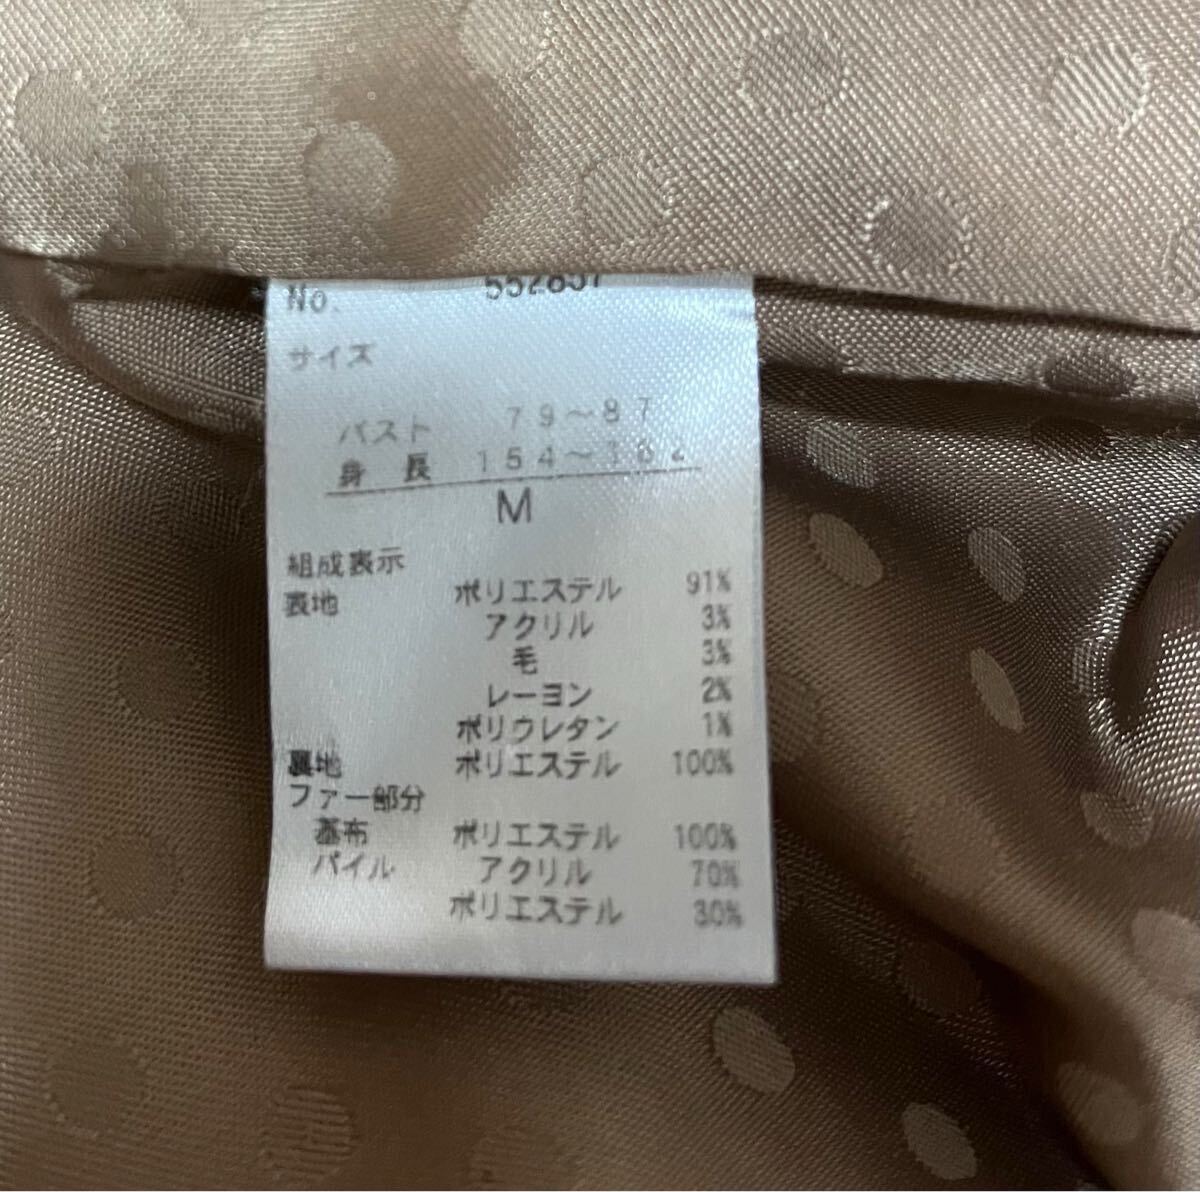 No.
サイズ
バスト 79～87
身長 154～162
M
組成表示
表地 ポリエステル 91%
アクリル 3%
毛 3%
レーヨン 2%
ポリウレタン 1%
裏地 ポリエステル 100%
ファー部分
基布 ポリエステル 100%
パイル アクリル 70%
ポリエステル 30%